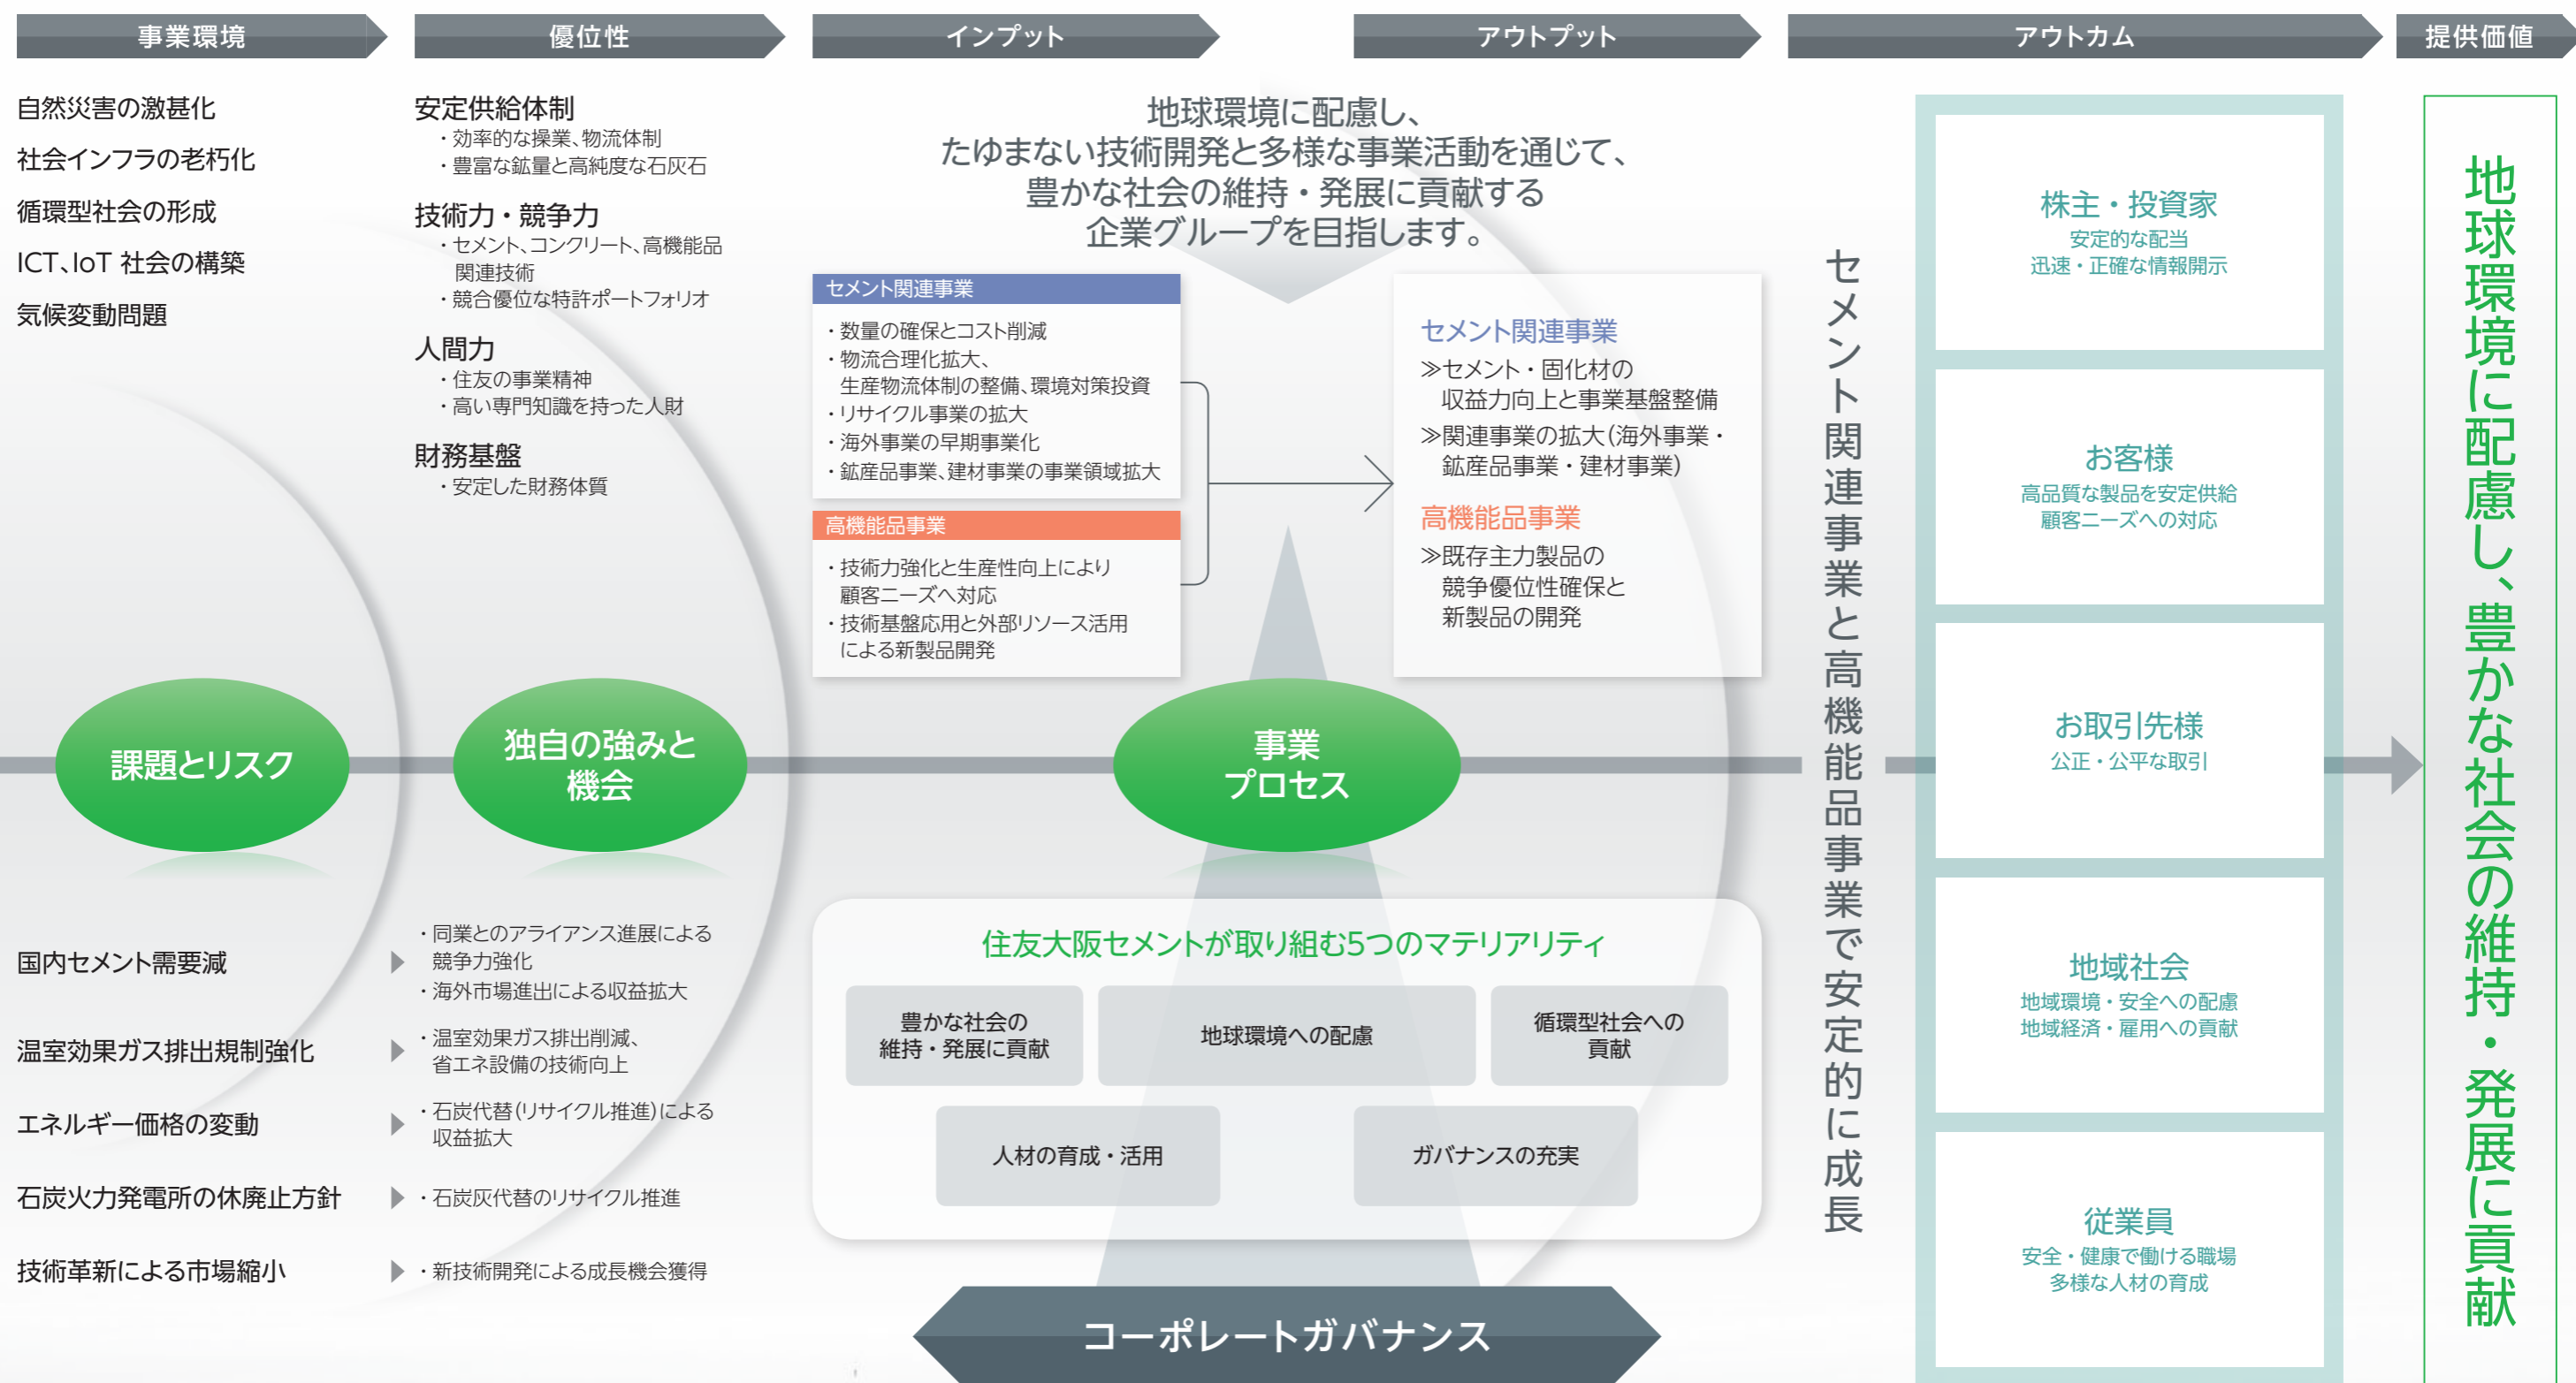 事業環境
優位性
インプット
アウトプット
アウトカム
提供価値
自然災害の激甚化
社会インフラの老朽化
循環型社会の形成
ICT、IoT 社会の構築
気候変動問題
課題とリスク
国内セメント需要減
温室効果ガス排出規制強化
エネルギー価格の変動
石炭火力発電所の休廃止方針
技術革新による市場縮小
安定供給体制
・効率的な操業、物流体制
・豊富な鉱量と高純度な石灰石
技術力・競争力
・セメント、コンクリート、高機能品
関連技術
・競合優位な特許ポートフォリオ
人間力
・住友の事業精神
・高い専門知識を持った人財
財務基盤
・安定した財務体質
独自の強みと
機会
・同業とのアライアンス進展による
競争力強化
・海外市場進出による収益拡大
・温室効果ガス排出削減、
省エネ設備の技術向上
・石炭代替(リサイクル推進)による
収益拡大
・石炭灰代替のリサイクル推進
・新技術開発による成長機会獲得
地球環境に配慮し、
たゆまない技術開発と多様な事業活動を通じて、
豊かな社会の維持・発展に貢献する
企業グループを目指します。
セメント関連事業
・数量の確保とコスト削減
・物流合理化拡大、
生産物流体制の整備、環境対策投資
・リサイクル事業の拡大
・海外事業の早期事業化
・鉱産品事業、建材事業の事業領域拡大
高機能品事業
・技術力強化と生産性向上により
顧客ニーズへ対応
・技術基盤応用と外部リソース活用
による新製品開発
セメント関連事業
≫セメント・固化材の
収益力向上と事業基盤整備
≫関連事業の拡大(海外事業・
鉱産品事業・建材事業)
高機能品事業
≫既存主力製品の
競争優位性確保と
新製品の開発
事業
プロセス
住友大阪セメントが取り組む5つのマテリアリティ
豊かな社会の
維持・発展に貢献
地球環境への配慮
循環型社会への
貢献
人材の育成・活用
ガバナンスの充実
コーポレートガバナンス
セメント関連事業と高機能品事業で安定的に成長
株主・投資家
安定的な配当
迅速・正確な情報開示
お客様
高品質な製品を安定供給
顧客ニーズへの対応
お取引先様
公正・公平な取引
地域社会
地域環境・安全への配慮
地域経済・雇用への貢献
従業員
安全・健康で働ける職場
多様な人材の育成
地球環境に配慮し、豊かな社会の維持・発展に貢献